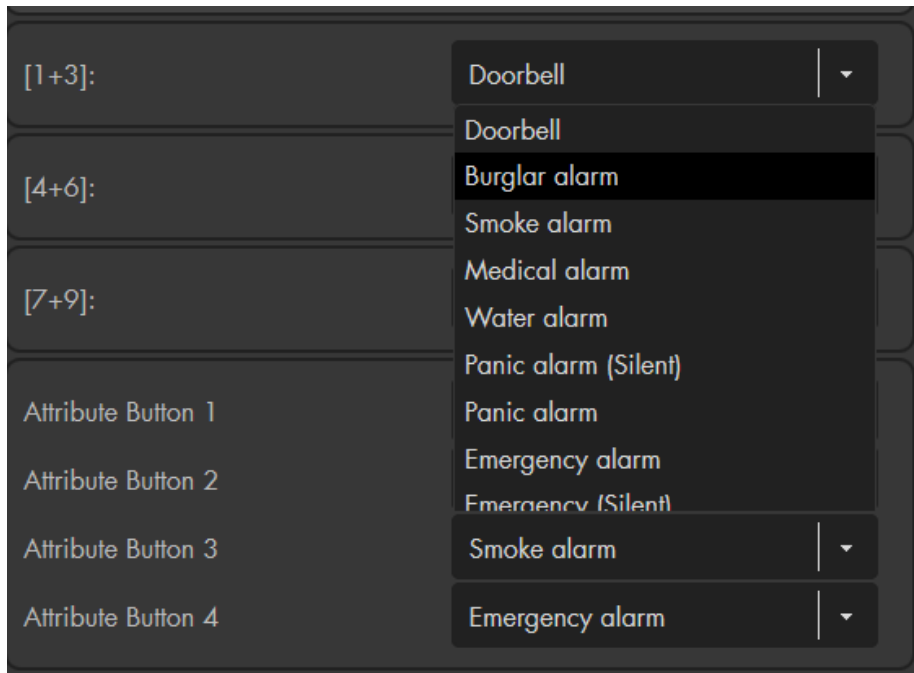 [1+3]: Doorbell
Doorbell
Burglar alarm
[4+6]:
Smoke alarm
Medical alarm
[7+9]:
Water alarm
Panic alarm (Silent)
Attribute Button 1
Panic alarm
Emergency alarm
Attribute Button 2
Emergency (Silent)
Attribute Button 3 Smoke alarm
Attribute Button 4 Emergency alarm